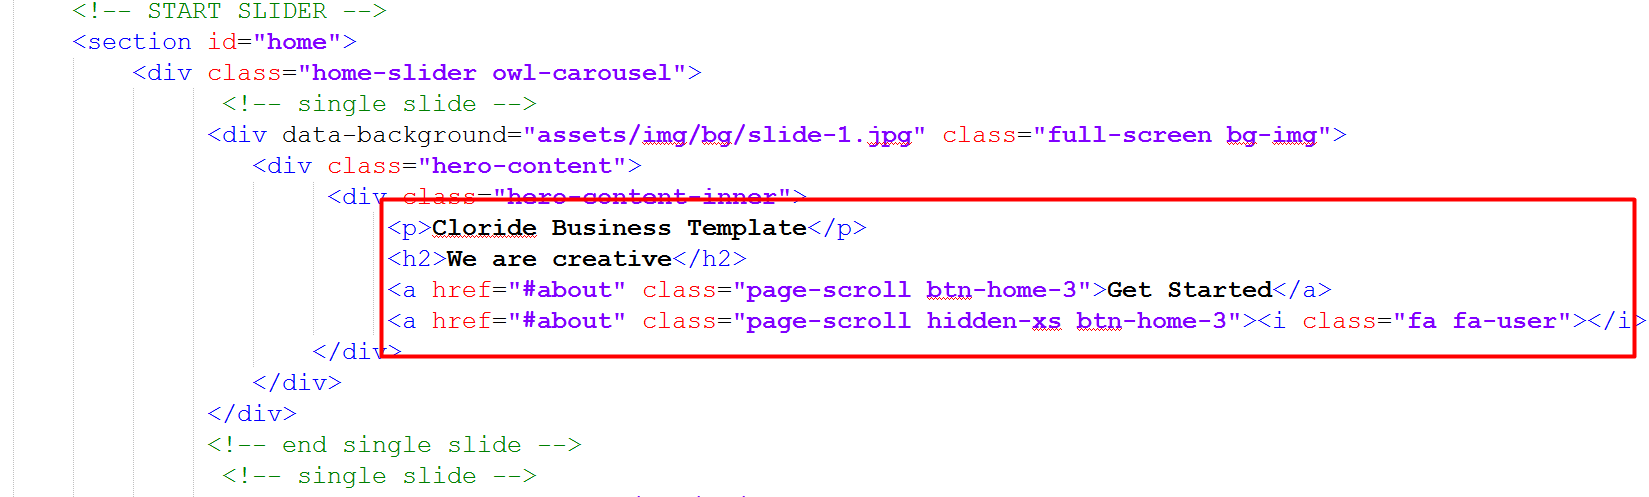 <!-- START SLIDER -->
<section id="home">
<div class="home-slider owl-carousel">
<!-- single slide -->
<div data-background="assets/img/bg/slide-1.jpg" class="full-screen bg-img">
<div class="hero-content">
<div class="hero-content-inner">
<p>Cloride Business Template</p>
<h2>We are creative</h2>
<a href="#about" class="page-scroll btn-home-3">Get Started</a>
<a href="#about" class="page-scroll hidden-xs btn-home-3"><i class="fa fa-user"></i>
</div>
</div>
</div>
<!-- end single slide -->
<!-- single slide -->